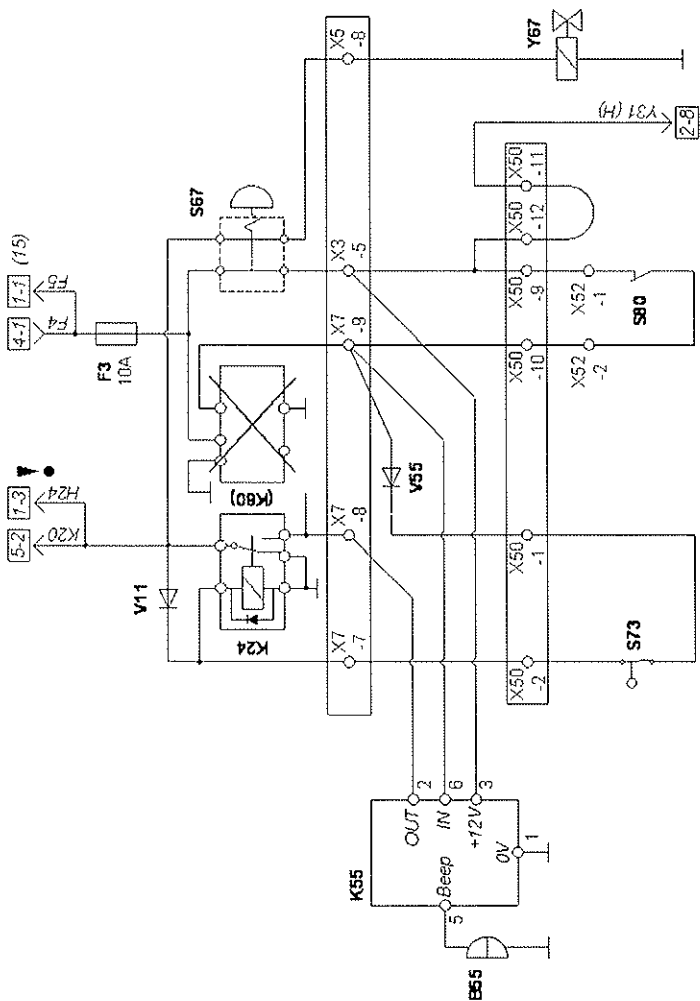 5-2
K20
1-3
H24
4-1
F4
1-1
F5
(15)
F3
10A
V11
K24
(K60)
S67
X7
-7
X7
-8
X7
-9
X3
-5
X5
-8
V55
K55
OUT
2
IN
6
+12V
3
Beep
5
0V
1
B55
X50
-2
X50
-1
X50
-10
X50
-9
X50
-12
X50
-11
X52
-2
X52
-1
S73
S80
Y31 (H)
2-8
Y67